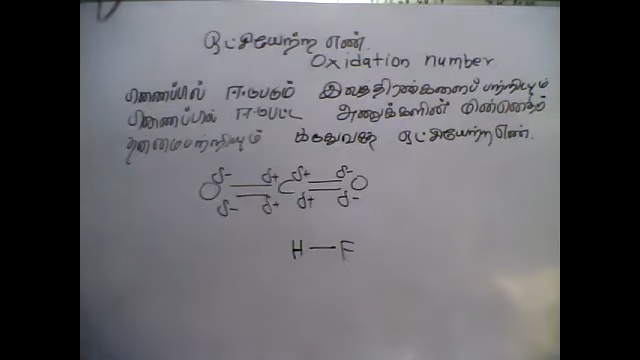 ஒட்சியேற்ற எண்.
Oxidation number.
பிணைப்பில் ஈடுபடும் இலத்திரன்களைப் பற்றியும்
பிணைப்பில் ஈடுபட்ட அணுக்களின் மின்னெதிர்
தன்மைபற்றியும் கூறுவதே ஒட்சியேற்ற எண்.
δ- δ+ δ+ δ-
O = C = O
δ- δ+ δ+ δ-
H — F